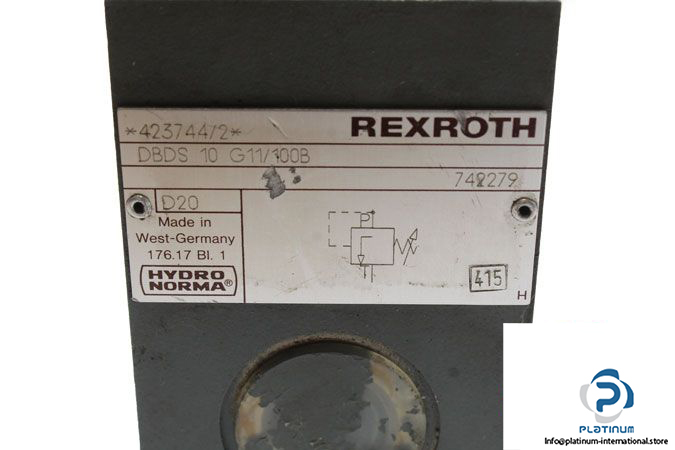 *423744/2*
REXROTH
DBDS 10 G11/100B
749279
D20
Made in
West-Germany
176.17 Bl. 1
HYDRO
NORMA®
P
415
H
PLATINUM
Info@platinum-international.store